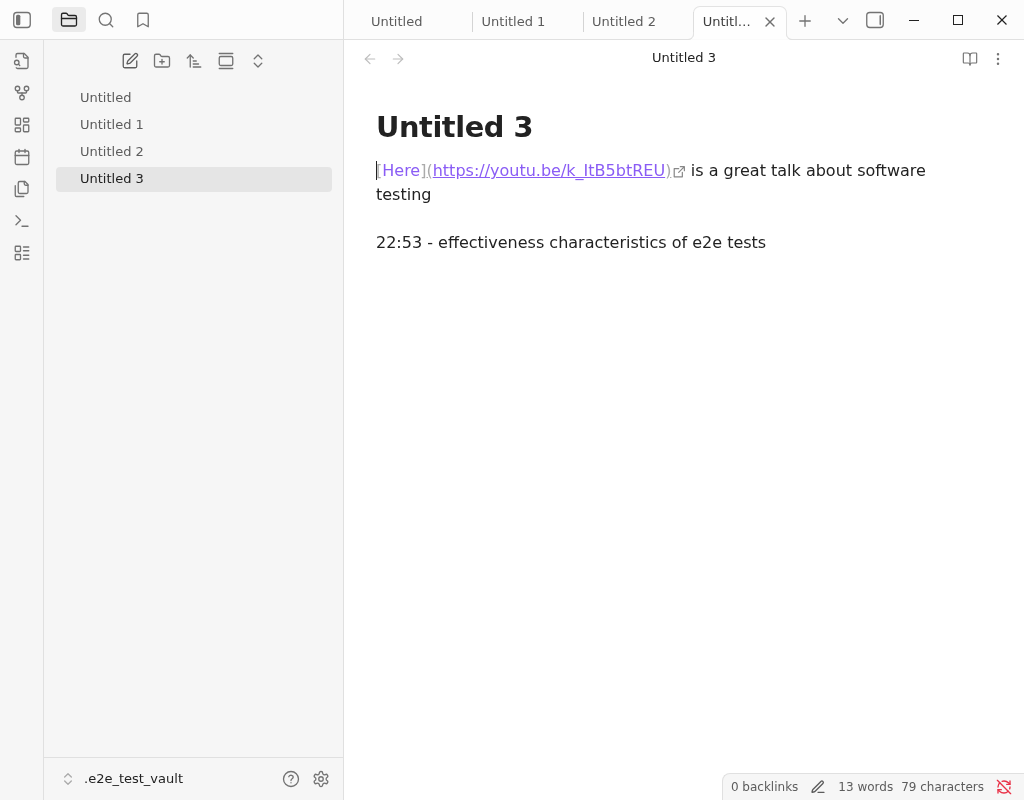 Untitled
Untitled 1
Untitled 2
Untitl...
Untitled 3
Untitled
Untitled 1
Untitled 2
Untitled 3
Untitled 3
[Here](https://youtu.be/k_ItB5btREU) is a great talk about software
testing
22:53 - effectiveness characteristics of e2e tests
.e2e_test_vault
0 backlinks
13 words
79 characters